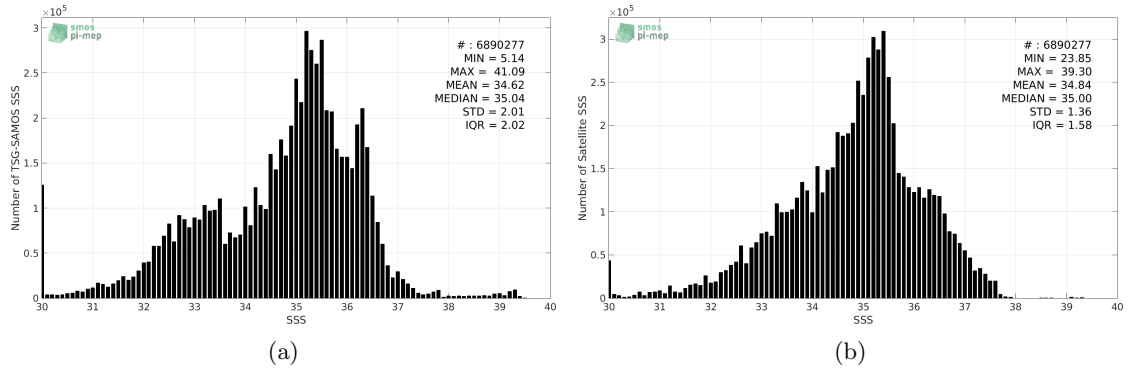 ×10⁵
smos
pi-mep
# : 6890277
MIN = 5.14
MAX = 41.09
MEAN = 34.62
MEDIAN = 35.04
STD = 2.01
IQR = 2.02
Number of TSG-SAMOS SSS
3
2.5
2
1.5
1
0.5
0
30 31 32 33 34 35 36 37 38 39 40
SSS
(a)
×10⁵
smos
pi-mep
# : 6890277
MIN = 23.85
MAX = 39.30
MEAN = 34.84
MEDIAN = 35.00
STD = 1.36
IQR = 1.58
Number of Satellite SSS
3
2.5
2
1.5
1
0.5
0
30 31 32 33 34 35 36 37 38 39 40
SSS
(b)